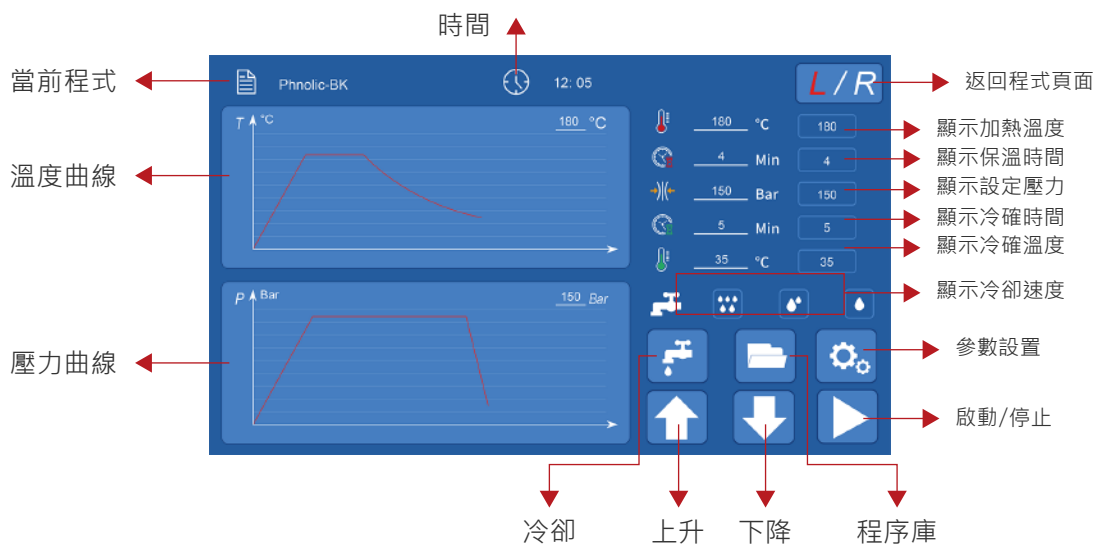 時間
當前程式
Phnolic-BK
12: 05
L/R
返回程式頁面
T °C
180 °C
180 °C 180
顯示加熱溫度
4 Min 4
顯示保溫時間
溫度曲線
150 Bar 150
顯示設定壓力
5 Min 5
顯示冷確時間
35 °C 35
顯示冷確溫度
P Bar
150 Bar
顯示冷卻速度
壓力曲線
參數設置
啟動/停止
冷卻
上升
下降
程序庫